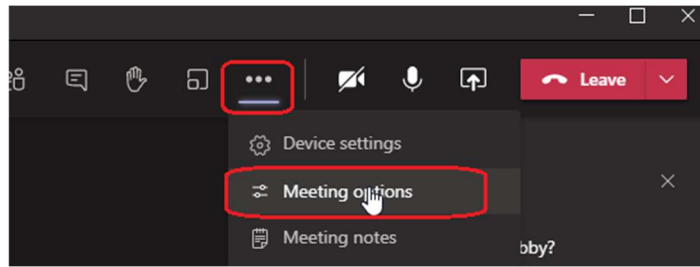 Leave
Device settings
Meeting options
Meeting notes
bby?